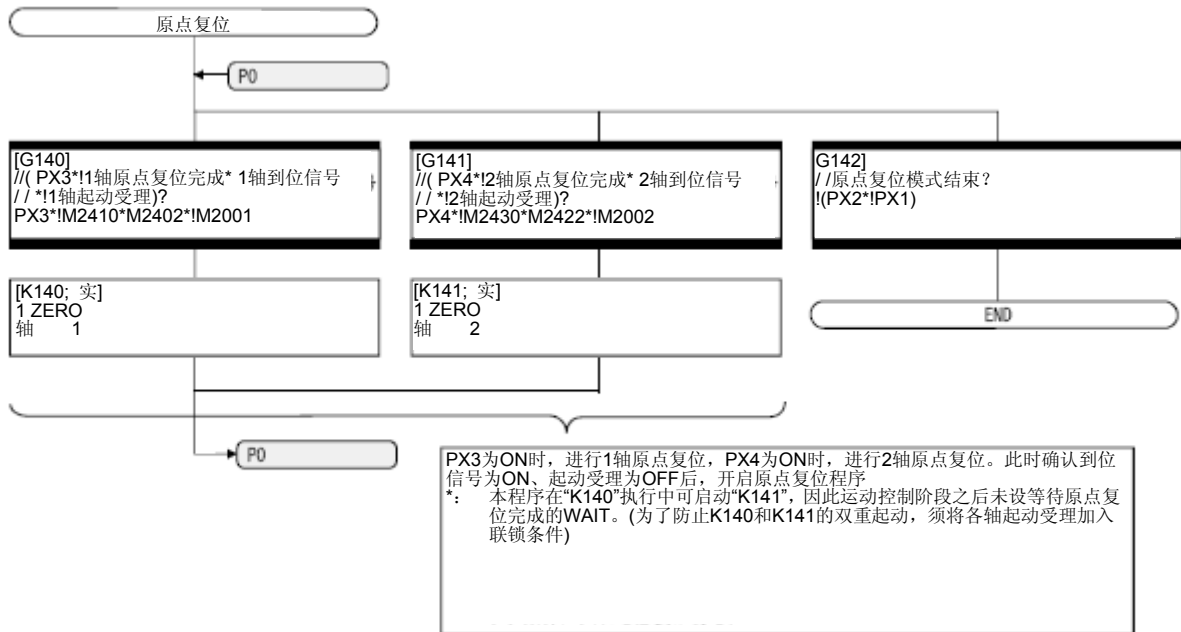 原点复位
P0
[G140]
//( PX3*!1轴原点复位完成* 1轴到位信号
/ / *!1轴起动受理)?
PX3*!M2410*M2402*!M2001
[G141]
//( PX4*!2轴原点复位完成* 2轴到位信号
/ / *!2轴起动受理)?
PX4*!M2430*M2422*!M2002
G142]
/ /原点复位模式结束？
!(PX2*!PX1)
[K140; 实]
1 ZERO
轴 1
[K141; 实]
1 ZERO
轴 2
END
P0
PX3为ON时，进行1轴原点复位，PX4为ON时，进行2轴原点复位。此时确认到位
信号为ON、起动受理为OFF后，开启原点复位程序
*： 本程序在“K140”执行中可启动“K141”，因此运动控制阶段之后未设等待原点复
位完成的WAIT。(为了防止K140和K141的双重起动，须将各轴起动受理加入
联锁条件)